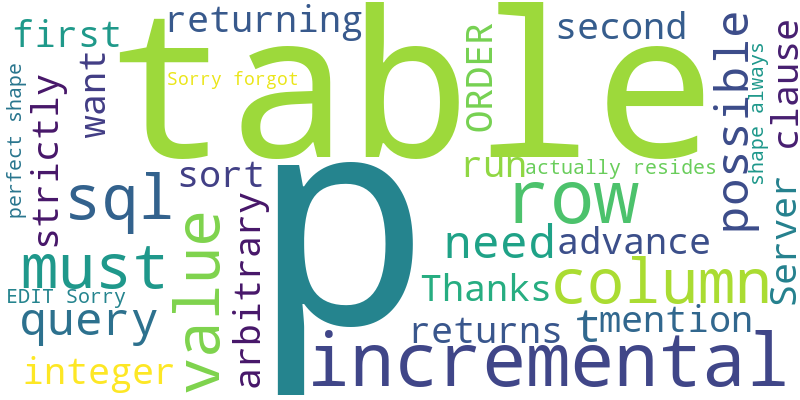 first
returning
table
second
Sorry forgot
ORDER
want
possible
clause
shape always
perfect shape
strictly
sort
run
actually resides
sql
p
row
arbitrary
value
must
need
advance
Server
EDIT Sorry
Thanks
column
query
returns
t
mention
integer
incremental